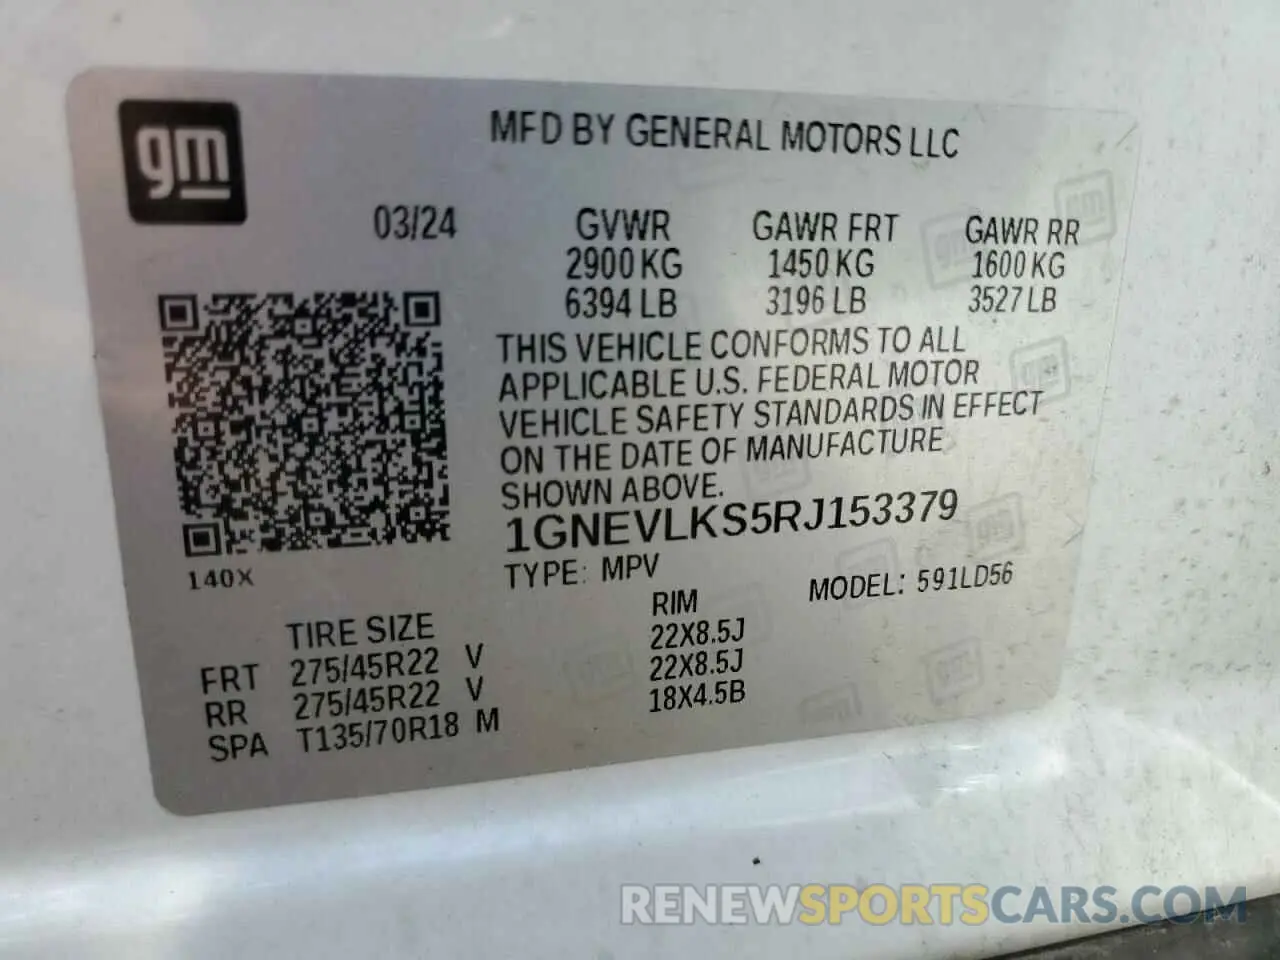 gm
MFD BY GENERAL MOTORS LLC
03/24 GVWR GAWR FRT GAWR RR
2900 KG 1450 KG 1600 KG
6394 LB 3196 LB 3527 LB
THIS VEHICLE CONFORMS TO ALL
APPLICABLE U.S. FEDERAL MOTOR
VEHICLE SAFETY STANDARDS IN EFFECT
ON THE DATE OF MANUFACTURE
SHOWN ABOVE.
1GNEVLKS5RJ153379
140X
TYPE: MPV MODEL: 591LD56
TIRE SIZE RIM
FRT 275/45R22 V 22X8.5J
RR 275/45R22 V 22X8.5J
SPA T135/70R18 M 18X4.5B
RENEWSPORTSCARS.COM